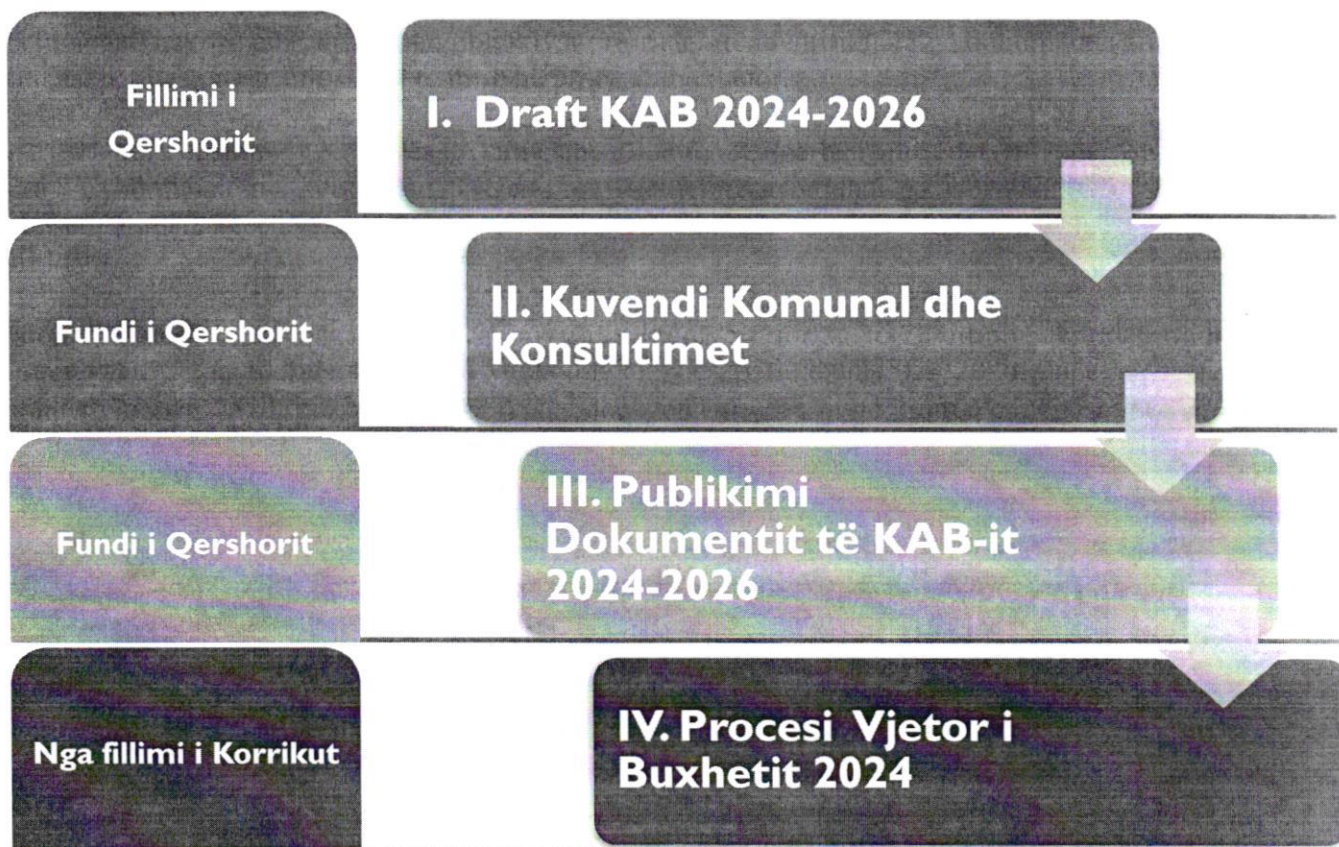 Fillimi i
Qershorit
I. Draft KAB 2024-2026
Fundi i Qershorit
II. Kuvendi Komunal dhe
Konsultimet
Fundi i Qershorit
III. Publikimi
Dokumentit të KAB-it
2024-2026
Nga fillimi i Korrikut
IV. Procesi Vjetor i
Buxhetit 2024